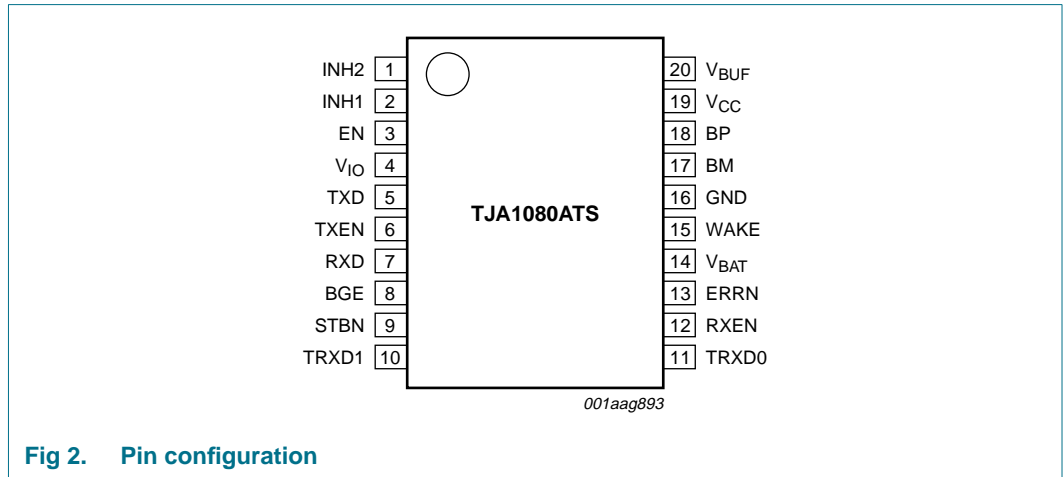 INH2 1
INH1 2
EN 3
VIO 4
TXD 5
TXEN 6
RXD 7
BGE 8
STBN 9
TRXD1 10
TJA1080ATS
20 VBUF
19 VCC
18 BP
17 BM
16 GND
15 WAKE
14 VBAT
13 ERRN
12 RXEN
11 TRXD0
001aag893
Fig 2. Pin configuration